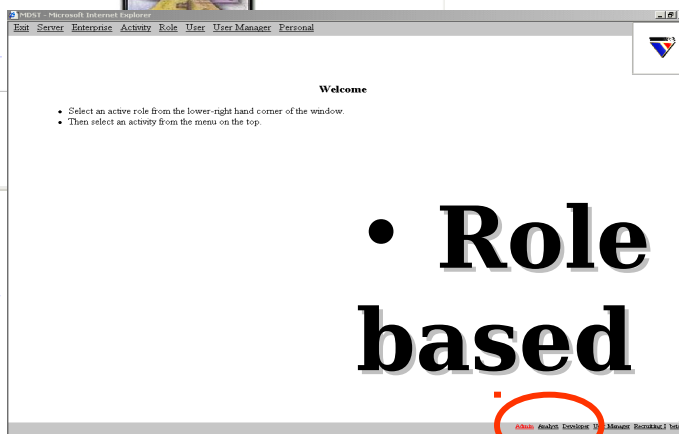 MDST - Microsoft Internet Explorer
Exit Server Enterprise Activity Role User User Manager Personal
Welcome
• Select an active role from the lower-right hand corner of the window.
• Then select an activity from the menu on the top.
• Role
based
Admin Analyst Developer User Manager Recruiting I